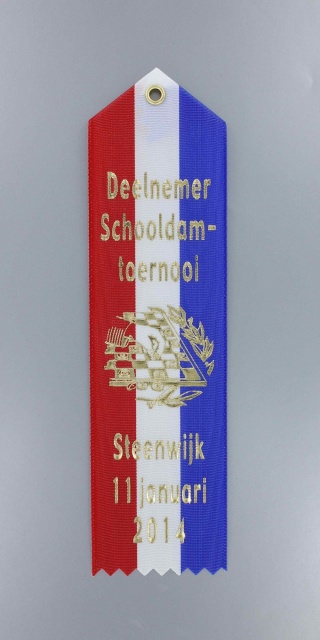 Deelnemer
Schooldam-
toernooi
Steenwijk
11 januari
2014